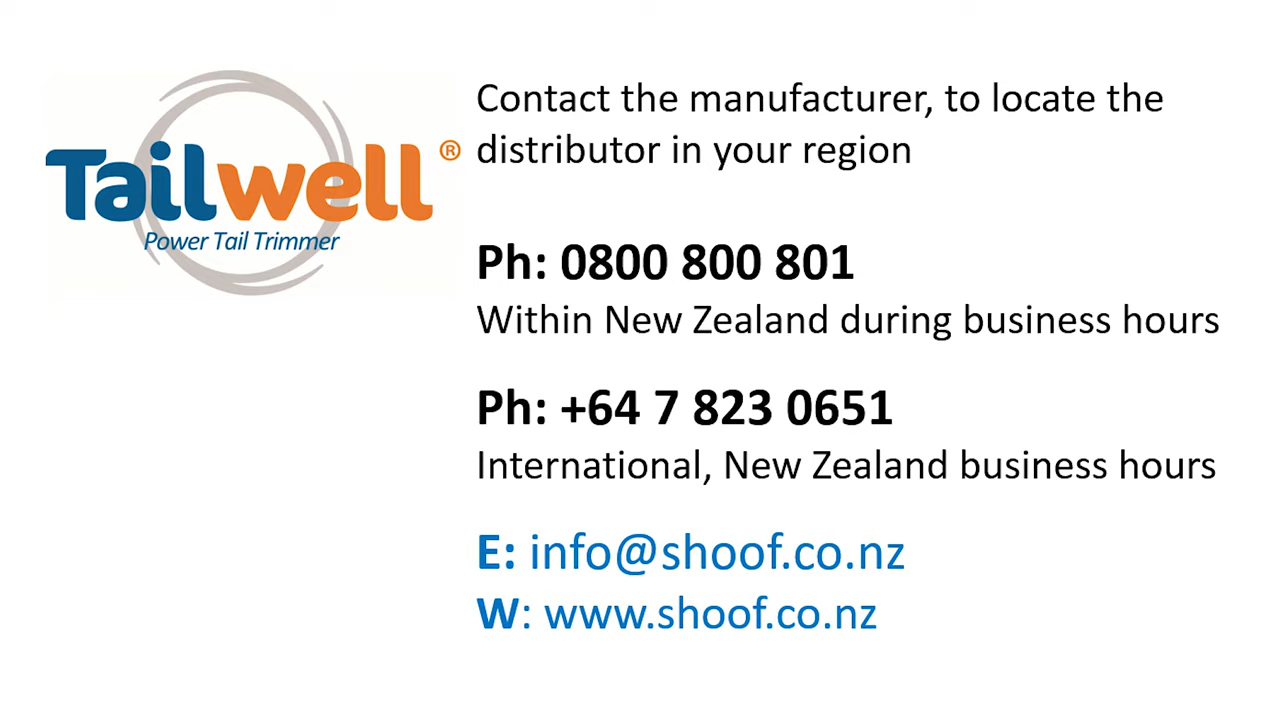 Tailwell®
Power Tail Trimmer
Contact the manufacturer, to locate the
distributor in your region
Ph: 0800 800 801
Within New Zealand during business hours
Ph: +64 7 823 0651
International, New Zealand business hours
E: info@shoof.co.nz
W: www.shoof.co.nz